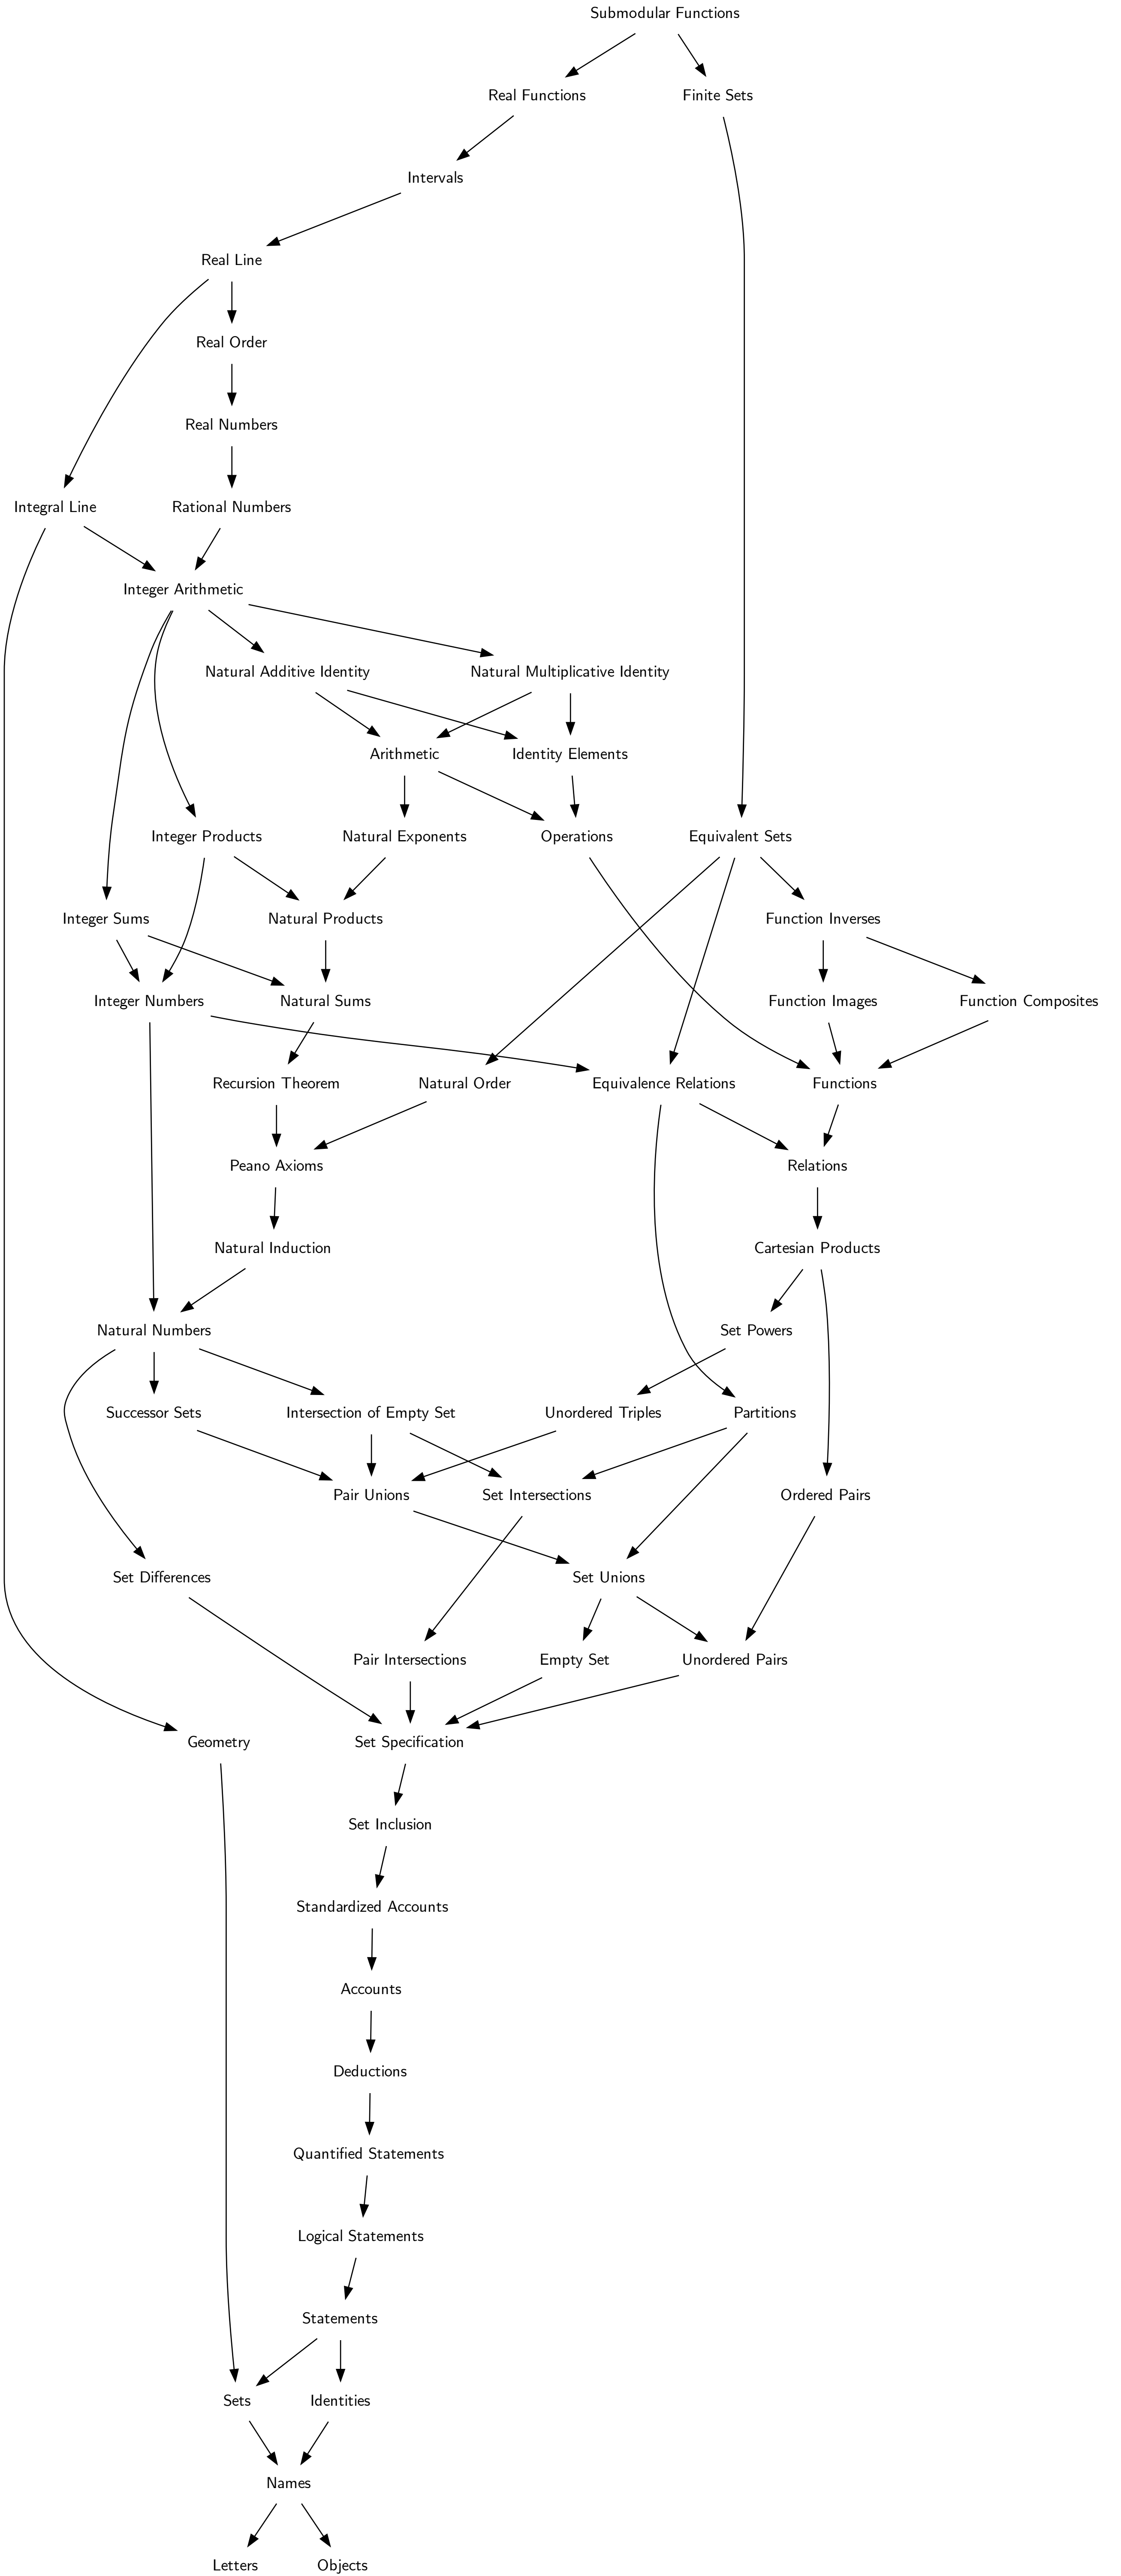 Submodular Functions
Real Functions
Finite Sets
Intervals
Real Line
Real Order
Real Numbers
Integral Line
Rational Numbers
Integer Arithmetic
Natural Additive Identity
Natural Multiplicative Identity
Arithmetic
Identity Elements
Integer Products
Natural Exponents
Operations
Equivalent Sets
Integer Sums
Natural Products
Function Inverses
Integer Numbers
Natural Sums
Function Images
Function Composites
Recursion Theorem
Natural Order
Equivalence Relations
Functions
Peano Axioms
Relations
Natural Induction
Cartesian Products
Natural Numbers
Set Powers
Successor Sets
Intersection of Empty Set
Unordered Triples
Partitions
Pair Unions
Set Intersections
Ordered Pairs
Set Differences
Set Unions
Pair Intersections
Empty Set
Unordered Pairs
Geometry
Set Specification
Set Inclusion
Standardized Accounts
Accounts
Deductions
Quantified Statements
Logical Statements
Statements
Sets
Identities
Names
Letters
Objects